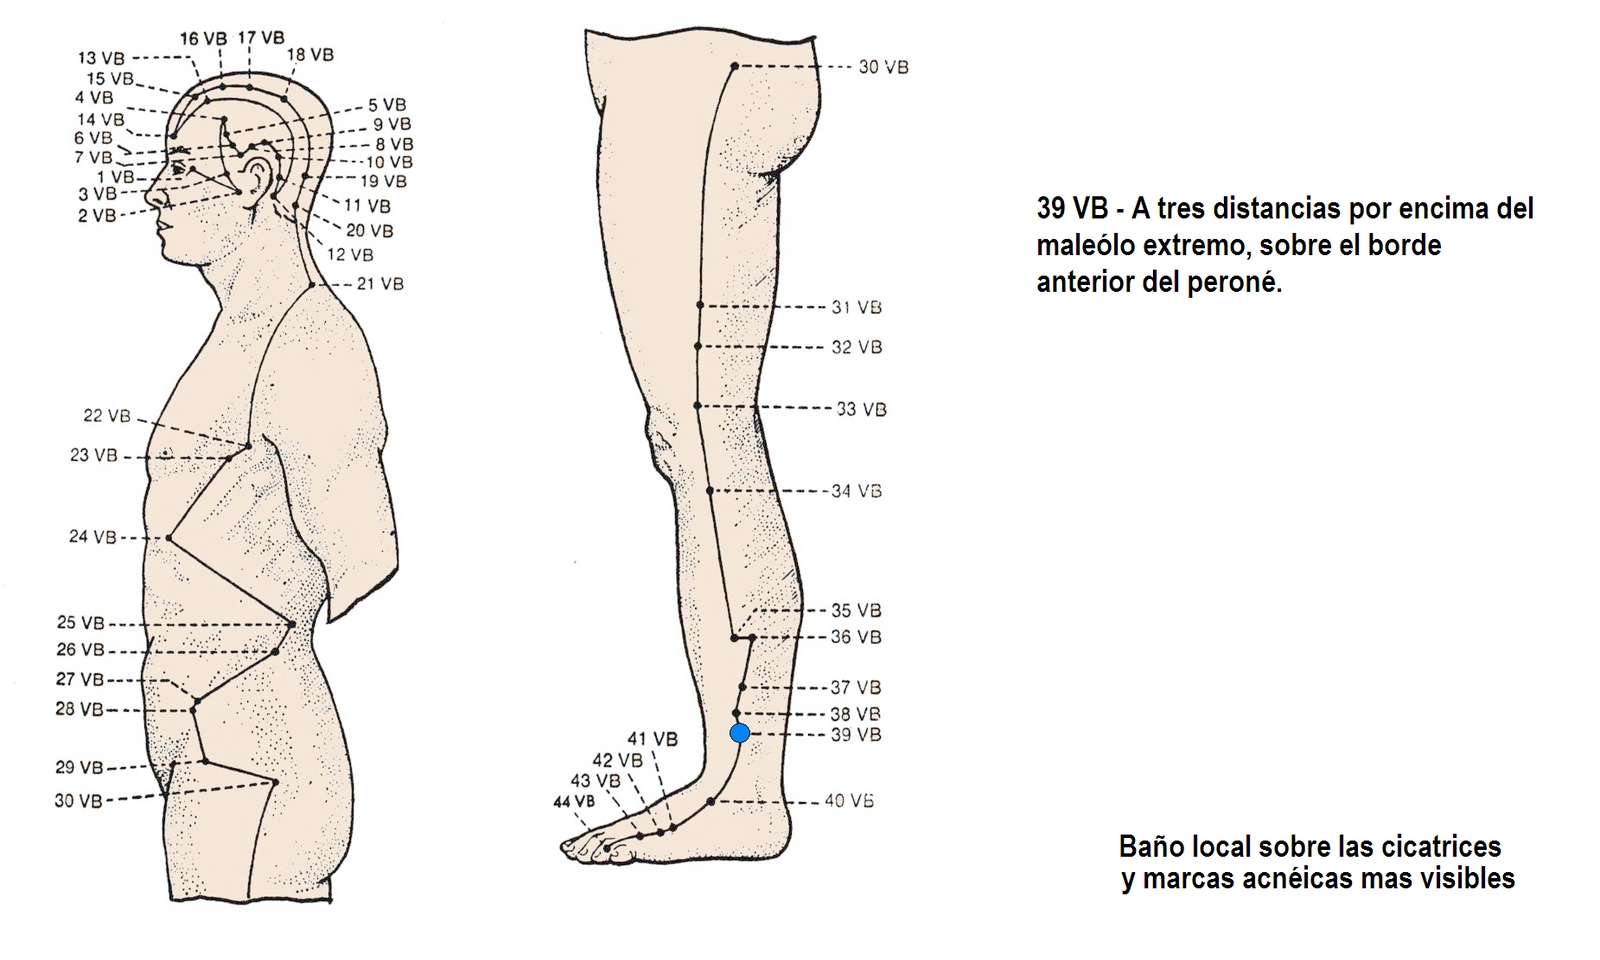 16 VB
17 VB
13 VB
18 VB
15 VB
4 VB
14 VB
6 VB
7 VB
1 VB
3 VB
2 VB
5 VB
9 VB
8 VB
10 VB
19 VB
11 VB
20 VB
12 VB
21 VB
22 VB
23 VB
24 VB
25 VB
26 VB
27 VB
28 VB
29 VB
30 VB
30 VB
31 VB
32 VB
33 VB
34 VB
35 VB
36 VB
37 VB
38 VB
39 VB
41 VB
42 VB
43 VB
44 VB
40 VB
39 VB - A tres distancias por encima del
maleólo extremo, sobre el borde
anterior del peroné.
Baño local sobre las cicatrices
y marcas acnéicas mas visibles